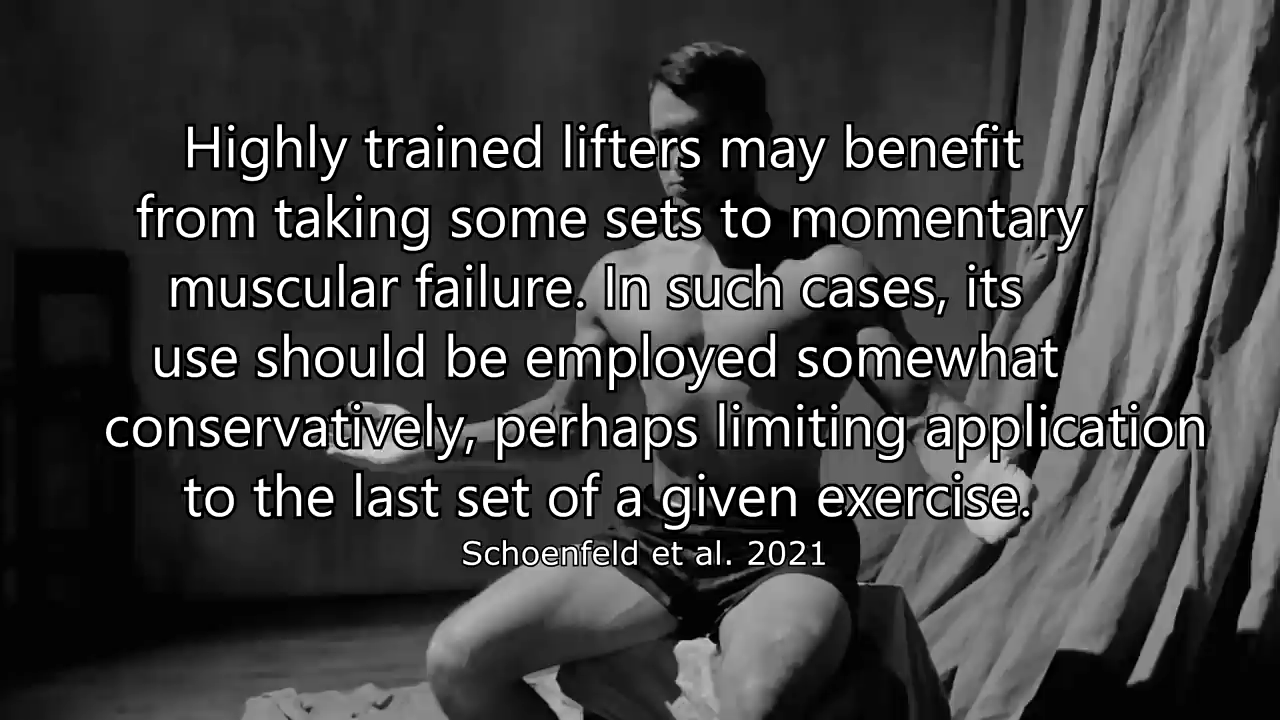 Highly trained lifters may benefit
from taking some sets to momentary
muscular failure. In such cases, its
use should be employed somewhat
conservatively, perhaps limiting application
to the last set of a given exercise.
Schoenfeld et al. 2021